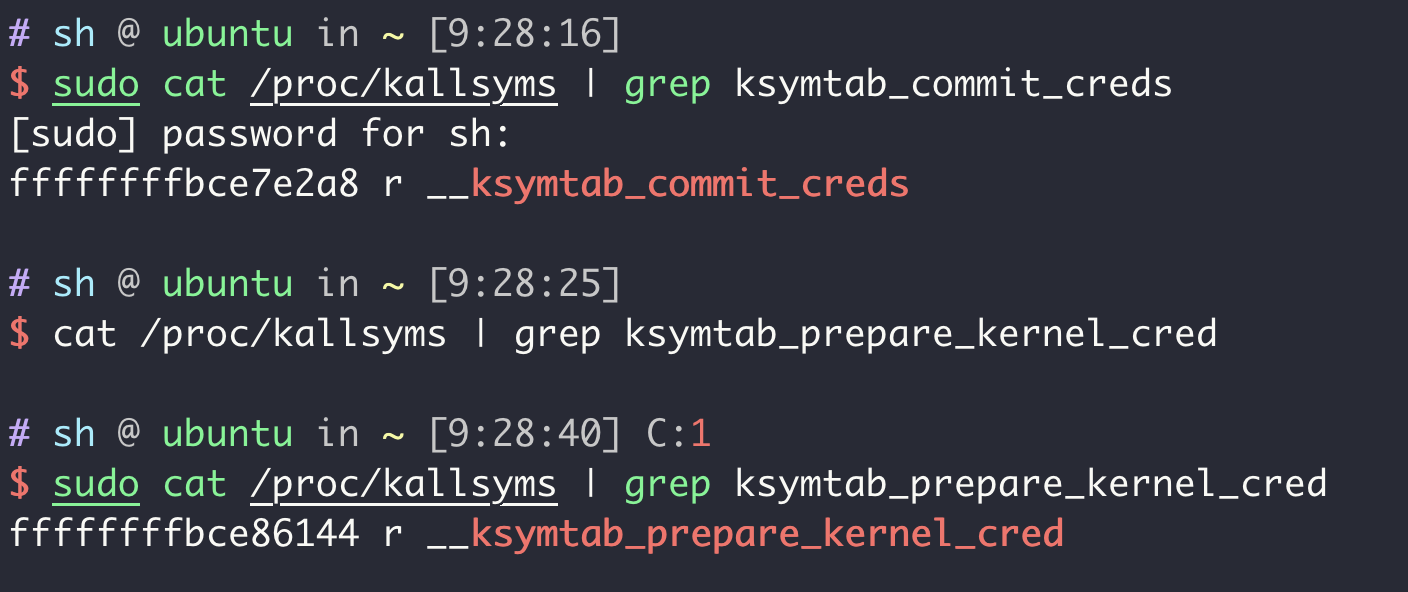 # sh @ ubuntu in ~ [9:28:16]
$ sudo cat /proc/kallsyms | grep ksymtab_commit_creds
[sudo] password for sh:
ffffffffbce7e2a8 r __ksymtab_commit_creds
# sh @ ubuntu in ~ [9:28:25]
$ cat /proc/kallsyms | grep ksymtab_prepare_kernel_cred
# sh @ ubuntu in ~ [9:28:40] C:1
$ sudo cat /proc/kallsyms | grep ksymtab_prepare_kernel_cred
ffffffffbce86144 r __ksymtab_prepare_kernel_cred